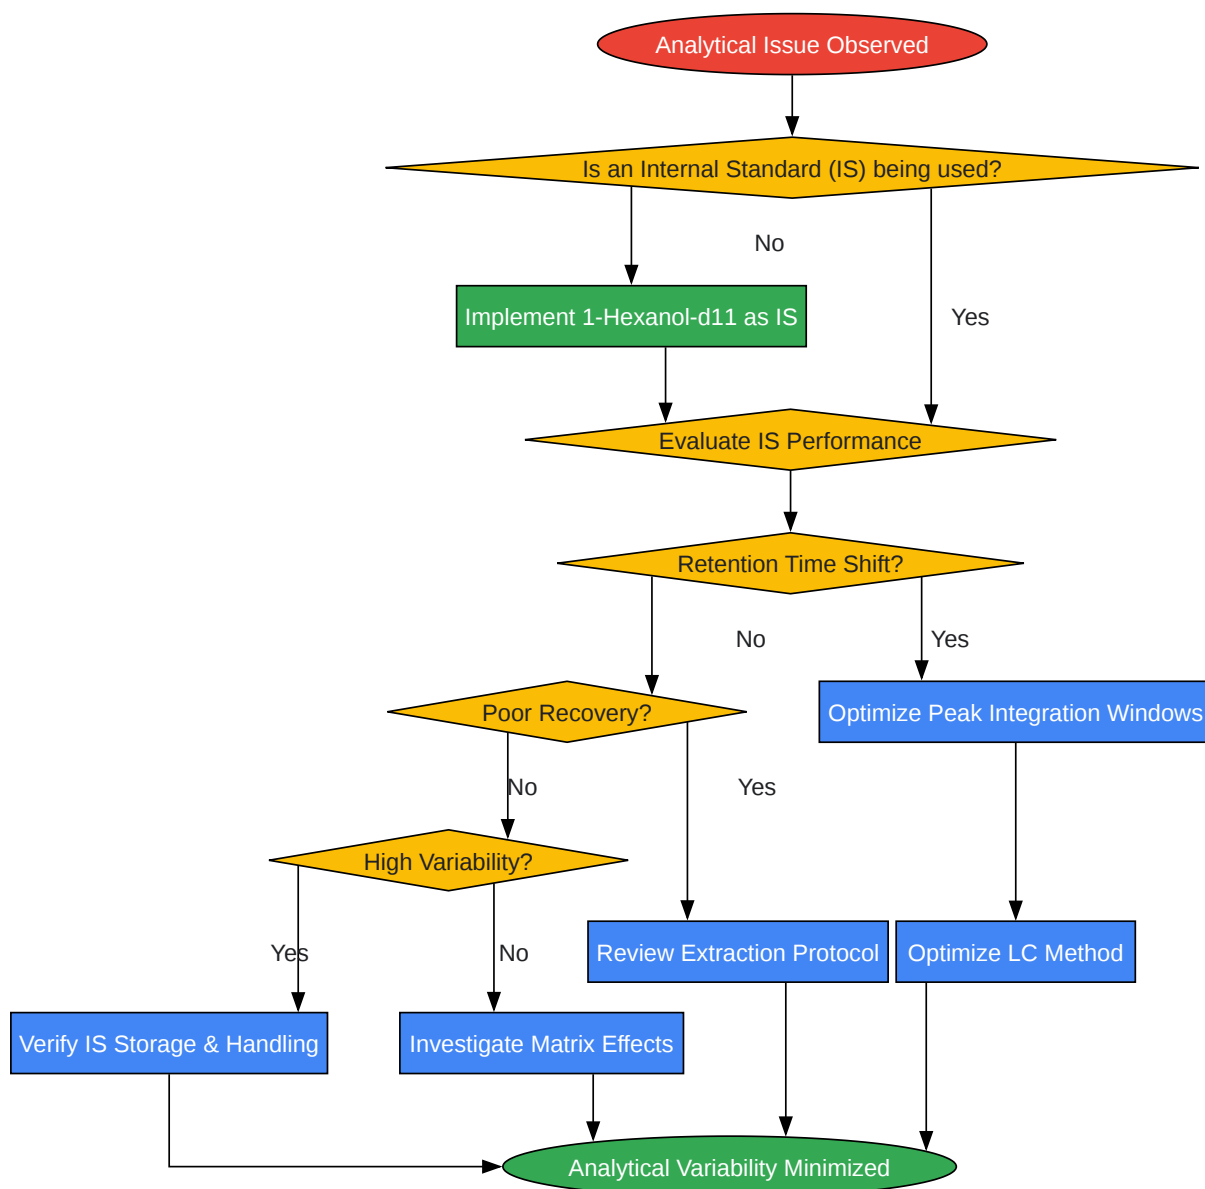 Analytical Issue Observed
Is an Internal Standard (IS) being used?
No
Implement 1-Hexanol-d11 as IS
Yes
Evaluate IS Performance
Retention Time Shift?
No
Yes
Poor Recovery?
Optimize Peak Integration Windows
No
Yes
High Variability?
Yes
No
Review Extraction Protocol
Optimize LC Method
Verify IS Storage & Handling
Investigate Matrix Effects
Analytical Variability Minimized